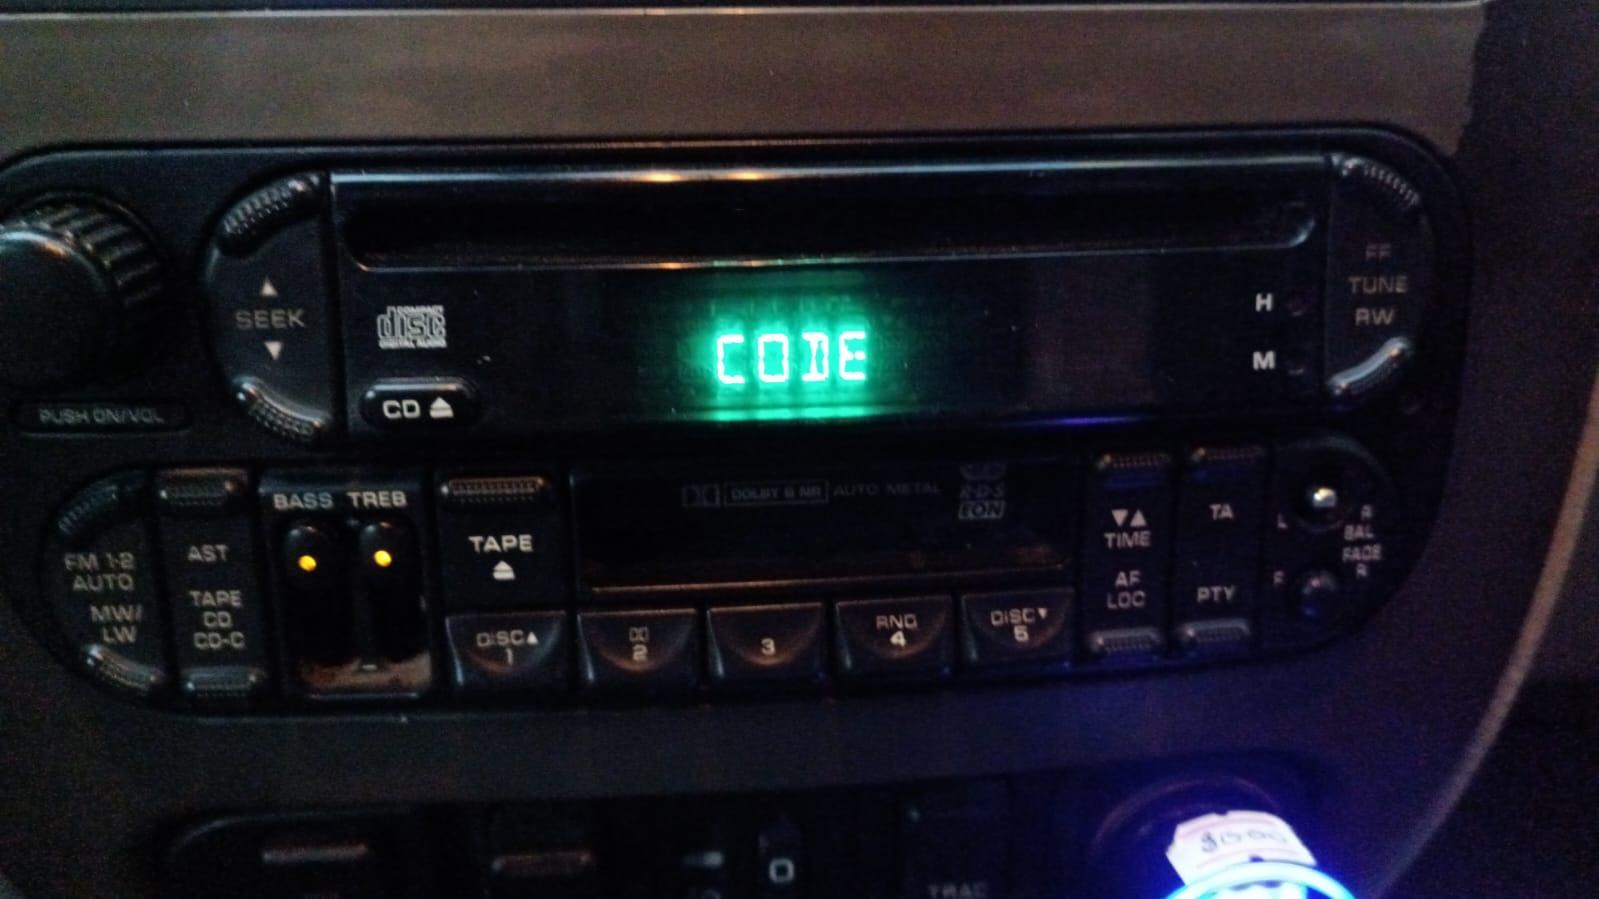 COMPACT
disc
DIGITAL AUDIO
▲
SEEK
▼
CODE
H
M
FF
TUNE
RW
CD
PUSH ON/VOL
BASS TREB
FM 1-2
AUTO
MW/
LW
AST
TAPE
CD
CD-C
TAPE
DOLBY B NR AUTO METAL
R·D·S
EON
DISC▲
1
2
3
RND
4
DISC▼
5
▼▲
TIME
AF
LOC
TA
PTY
L
R
BAL
FADE
R
F
O
TRAC